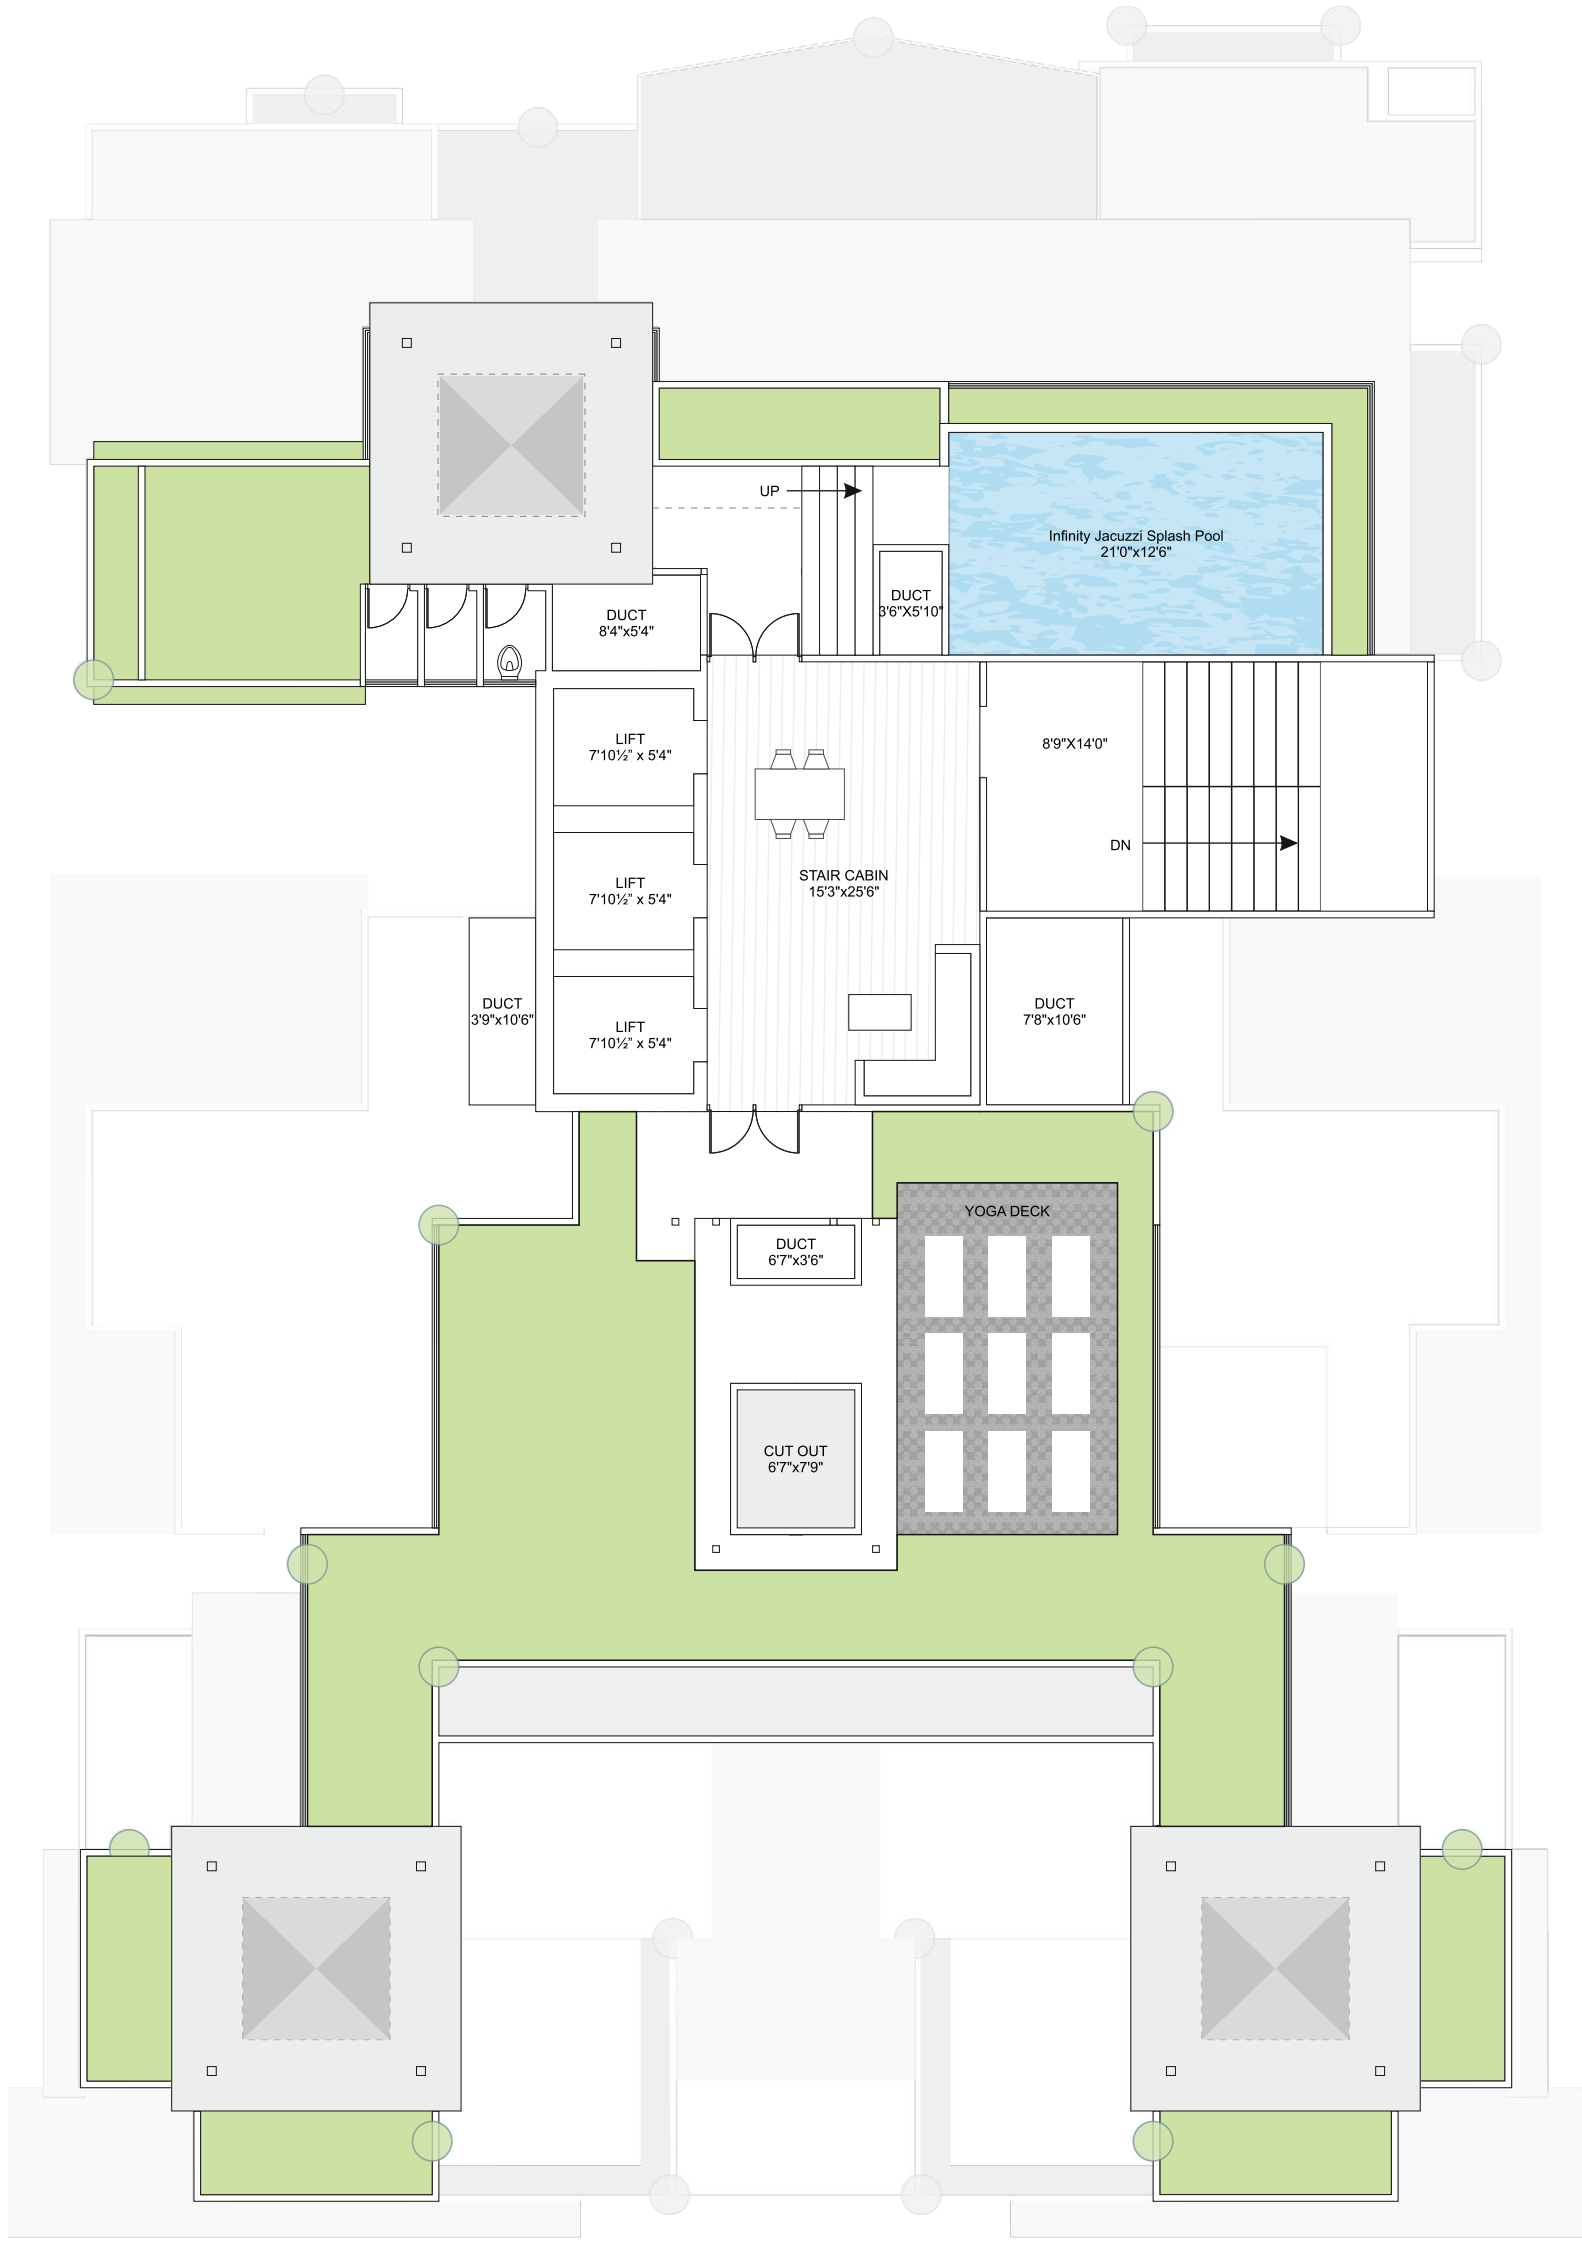 UP
Infinity Jacuzzi Splash Pool
21'0"x12'6"
DUCT
3'6"X5'10"
DUCT
8'4"x5'4"
LIFT
7'10½” x 5'4"
8'9"X14'0"
DN
STAIR CABIN
15'3"x25'6"
LIFT
7'10½” x 5'4"
DUCT
3'9"x10'6"
LIFT
7'10½” x 5'4"
DUCT
7'8"x10'6"
YOGA DECK
DUCT
6'7"x3'6"
CUT OUT
6'7"x7'9"